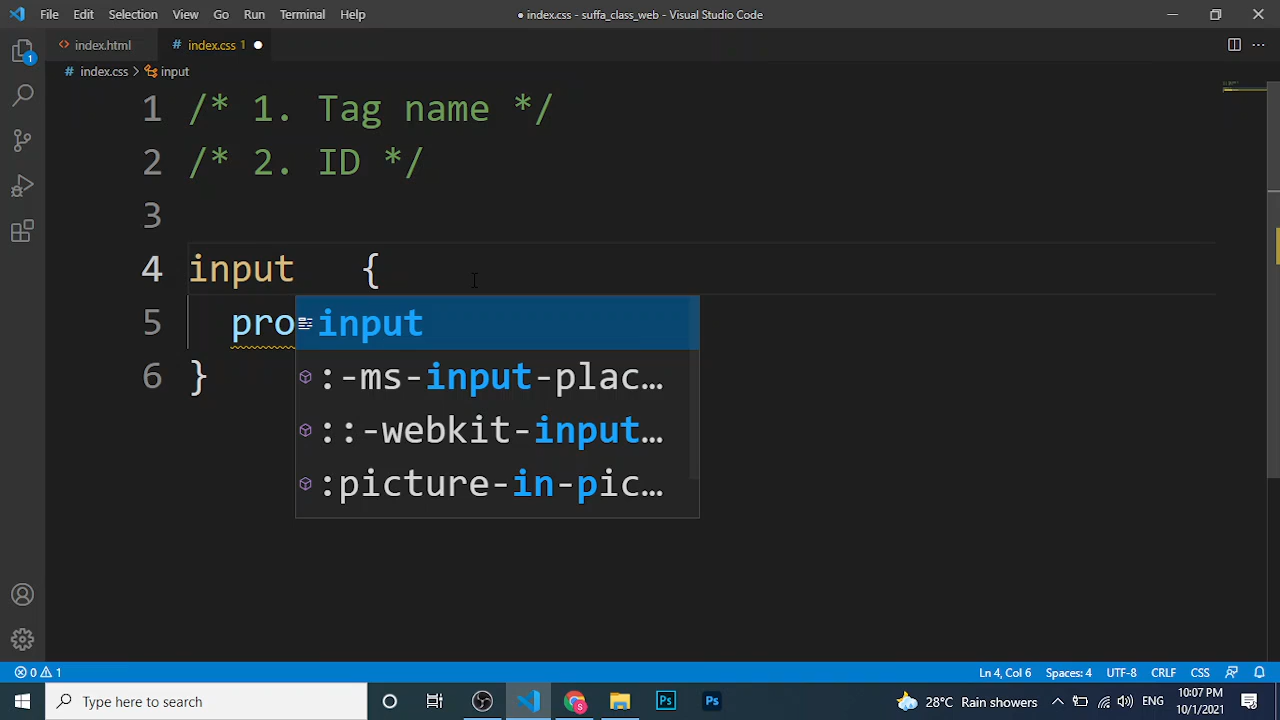 File Edit Selection View Go Run Terminal Help ● index.css - suffa_class_web - Visual Studio Code
<> index.html # index.css 1 ●
# index.css > input
1 /* 1. Tag name */
2 /* 2. ID */
3
4 input {
5 pro
6 }
input
:-ms-input-plac…
::-webkit-input…
:picture-in-pic…
1
0 1 Ln 4, Col 6 Spaces: 4 UTF-8 CRLF CSS
Type here to search S Ps Ps 28°C Rain showers ENG 10:07 PM
10/1/2021